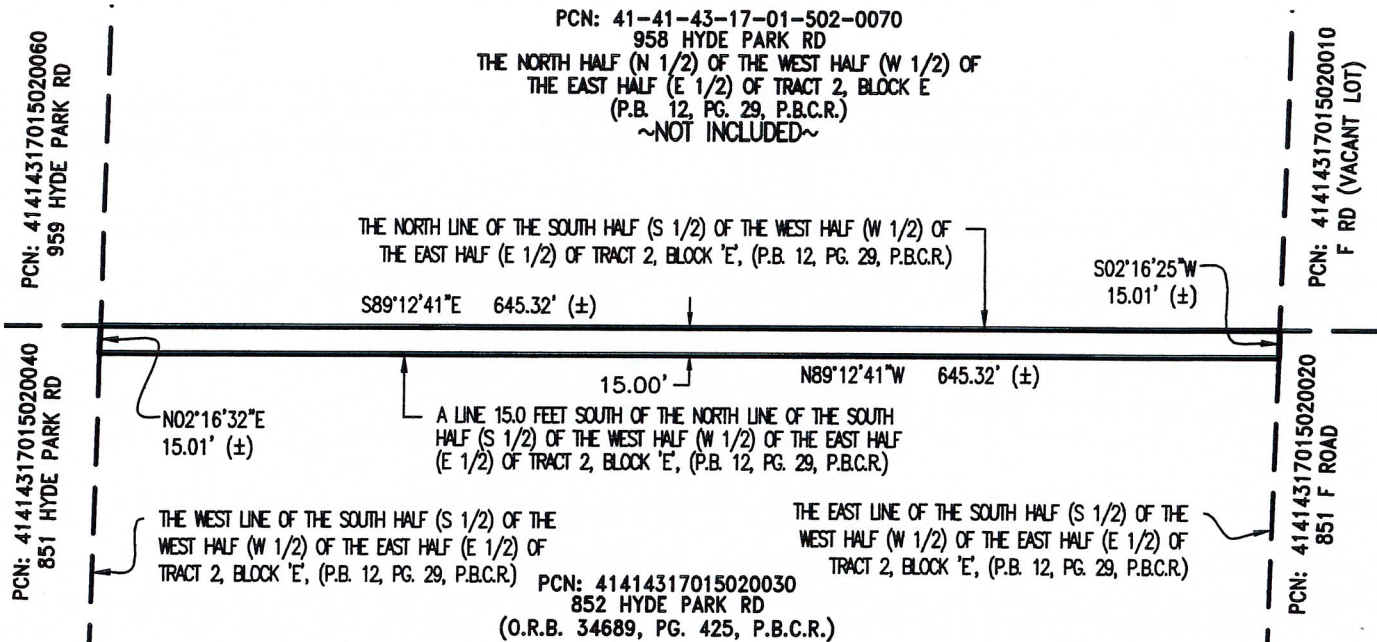 PCN: 41-41-43-17-01-502-0070
958 HYDE PARK RD
THE NORTH HALF (N 1/2) OF THE WEST HALF (W 1/2) OF
THE EAST HALF (E 1/2) OF TRACT 2, BLOCK E
(P.B. 12, PG. 29, P.B.C.R.)
~NOT INCLUDED~
PCN: 41414317015020060
959 HYDE PARK RD
PCN: 41414317015020010
F RD (VACANT LOT)
THE NORTH LINE OF THE SOUTH HALF (S 1/2) OF THE WEST HALF (W 1/2) OF
THE EAST HALF (E 1/2) OF TRACT 2, BLOCK 'E', (P.B. 12, PG. 29, P.B.C.R.)
S02°16'25"W
15.01' (±)
S89°12'41"E 645.32' (±)
15.00'
N89°12'41"W 645.32' (±)
N02°16'32"E
15.01' (±)
A LINE 15.0 FEET SOUTH OF THE NORTH LINE OF THE SOUTH
HALF (S 1/2) OF THE WEST HALF (W 1/2) OF THE EAST HALF
(E 1/2) OF TRACT 2, BLOCK 'E', (P.B. 12, PG. 29, P.B.C.R.)
PCN: 41414317015020040
851 HYDE PARK RD
PCN: 41414317015020020
851 F ROAD
THE WEST LINE OF THE SOUTH HALF (S 1/2) OF THE
WEST HALF (W 1/2) OF THE EAST HALF (E 1/2) OF
TRACT 2, BLOCK 'E', (P.B. 12, PG. 29, P.B.C.R.)
THE EAST LINE OF THE SOUTH HALF (S 1/2) OF THE
WEST HALF (W 1/2) OF THE EAST HALF (E 1/2) OF
TRACT 2, BLOCK 'E', (P.B. 12, PG. 29, P.B.C.R.)
PCN: 41414317015020030
852 HYDE PARK RD
(O.R.B. 34689, PG. 425, P.B.C.R.)